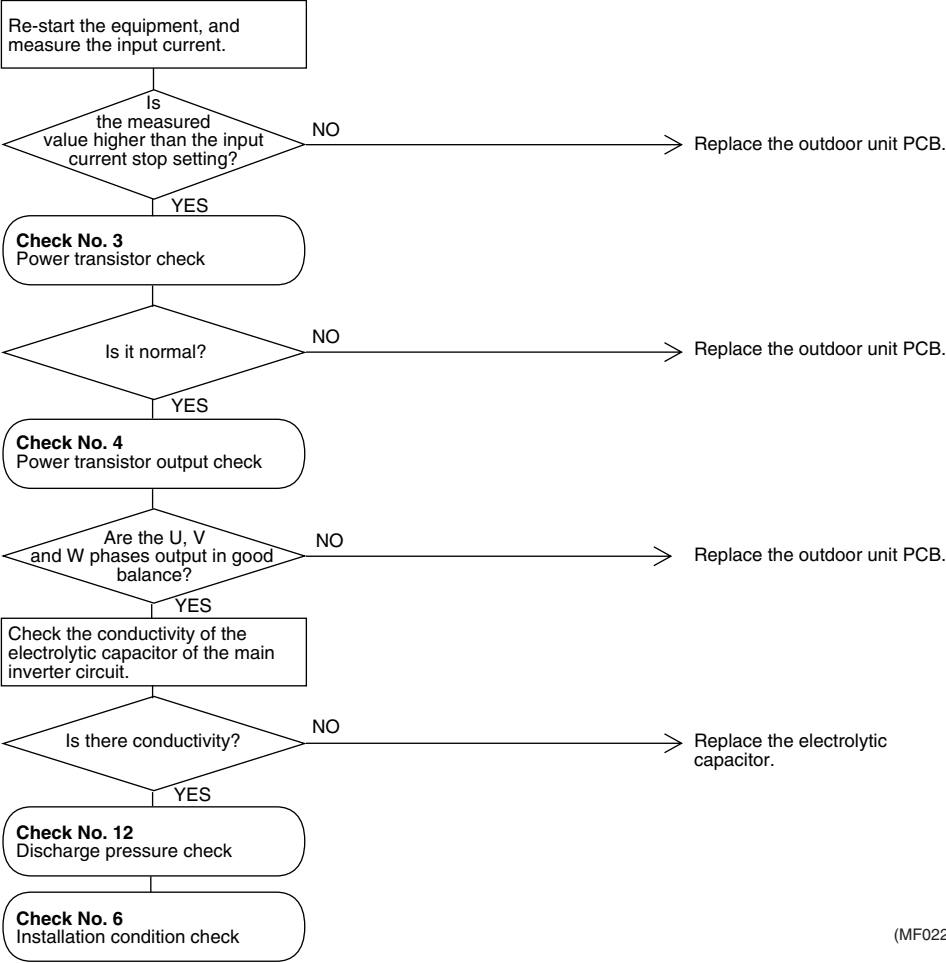 Re-start the equipment, and
measure the input current.
Is
the measured
value higher than the input
current stop setting?
NO
Replace the outdoor unit PCB.
YES
Check No. 3
Power transistor check
Is it normal?
NO
Replace the outdoor unit PCB.
YES
Check No. 4
Power transistor output check
Are the U, V
and W phases output in good
balance?
NO
Replace the outdoor unit PCB.
YES
Check the conductivity of the
electrolytic capacitor of the main
inverter circuit.
Is there conductivity?
NO
Replace the electrolytic
capacitor.
YES
Check No. 12
Discharge pressure check
Check No. 6
Installation condition check
(MF022